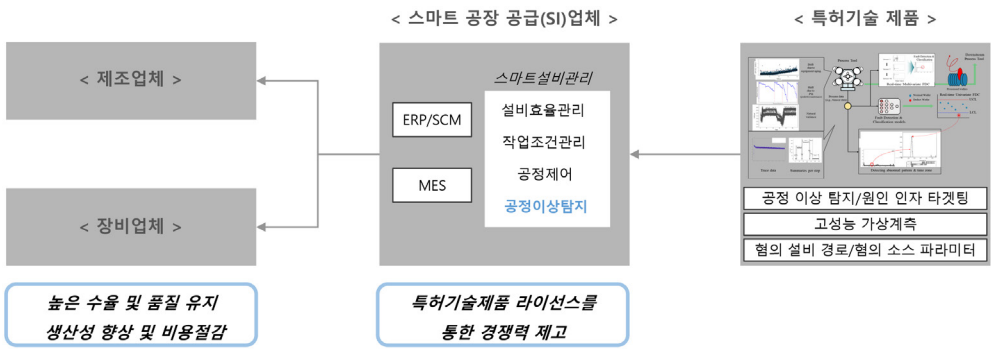 < 스마트 공장 공급(SI)업체 >
< 특허기술 제품 >
< 제조업체 >
< 장비업체 >
높은 수율 및 품질 유지
생산성 향상 및 비용절감
스마트설비관리
ERP/SCM
MES
설비효율관리
작업조건관리
공정제어
공정이상탐지
특허기술제품 라이선스를
통한 경쟁력 제고
Process Tool
공정 이상 탐지/원인 인자 타겟팅
고성능 가상계측
혐의 설비 경로/혐의 소스 파라미터